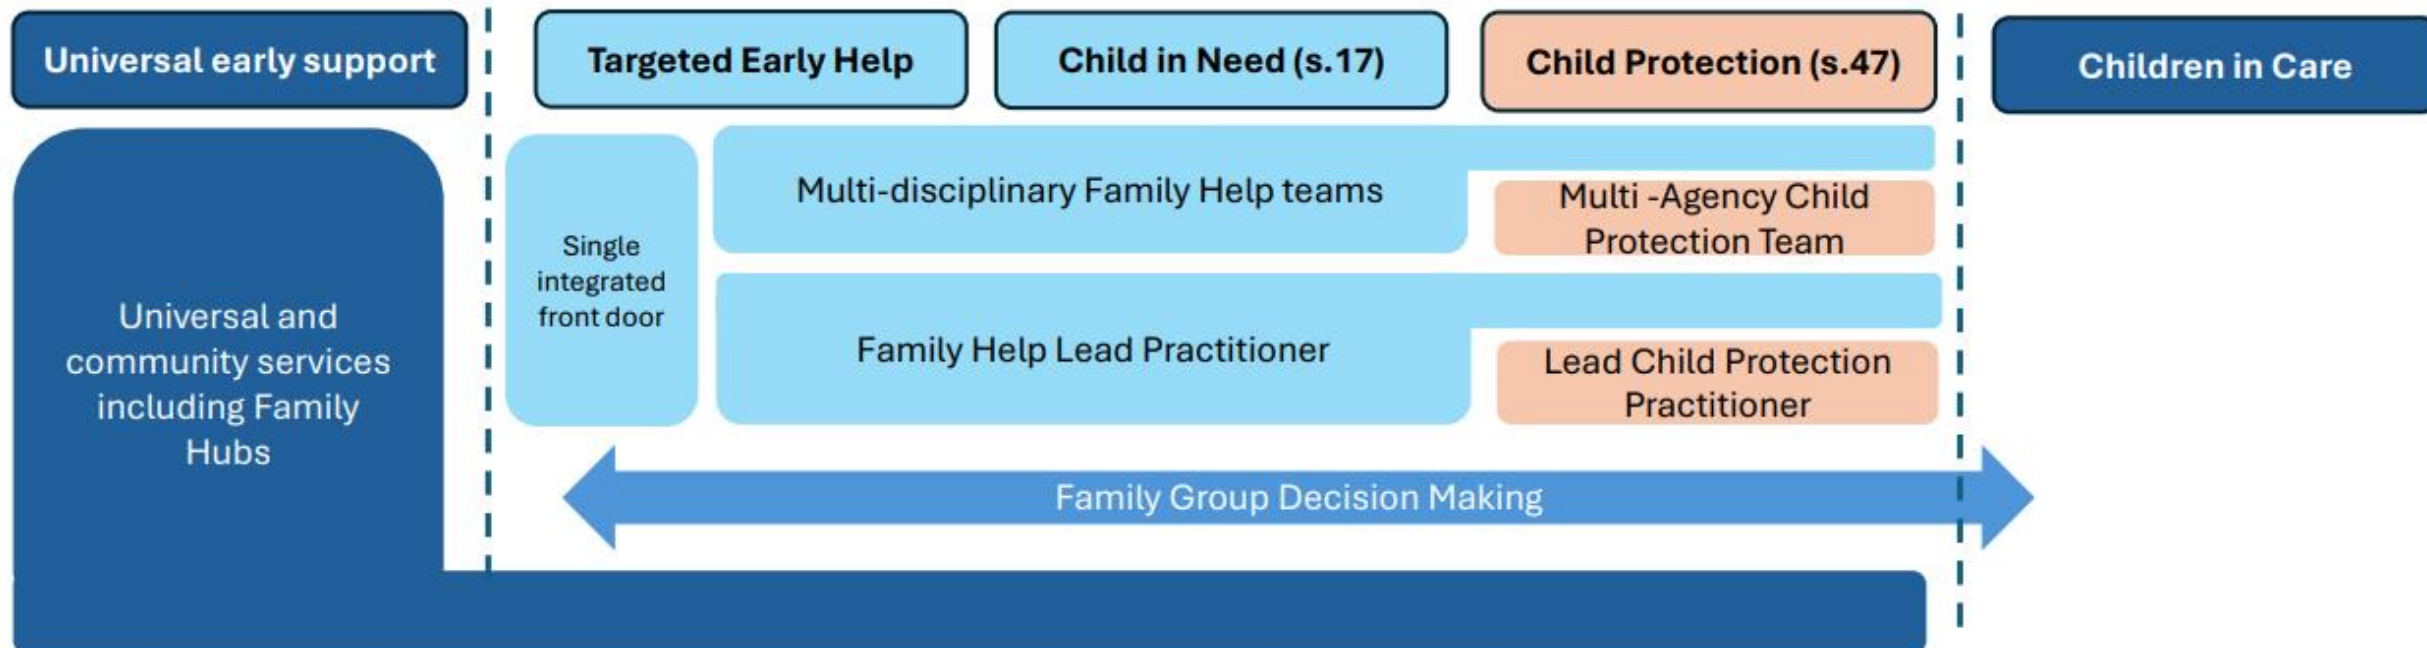 Universal early support
Targeted Early Help
Child in Need (s.17)
Child Protection (s.47)
Children in Care
Universal and
community services
including Family
Hubs
Single
integrated
front door
Multi-disciplinary Family Help teams
Multi -Agency Child
Protection Team
Family Help Lead Practitioner
Lead Child Protection
Practitioner
Family Group Decision Making